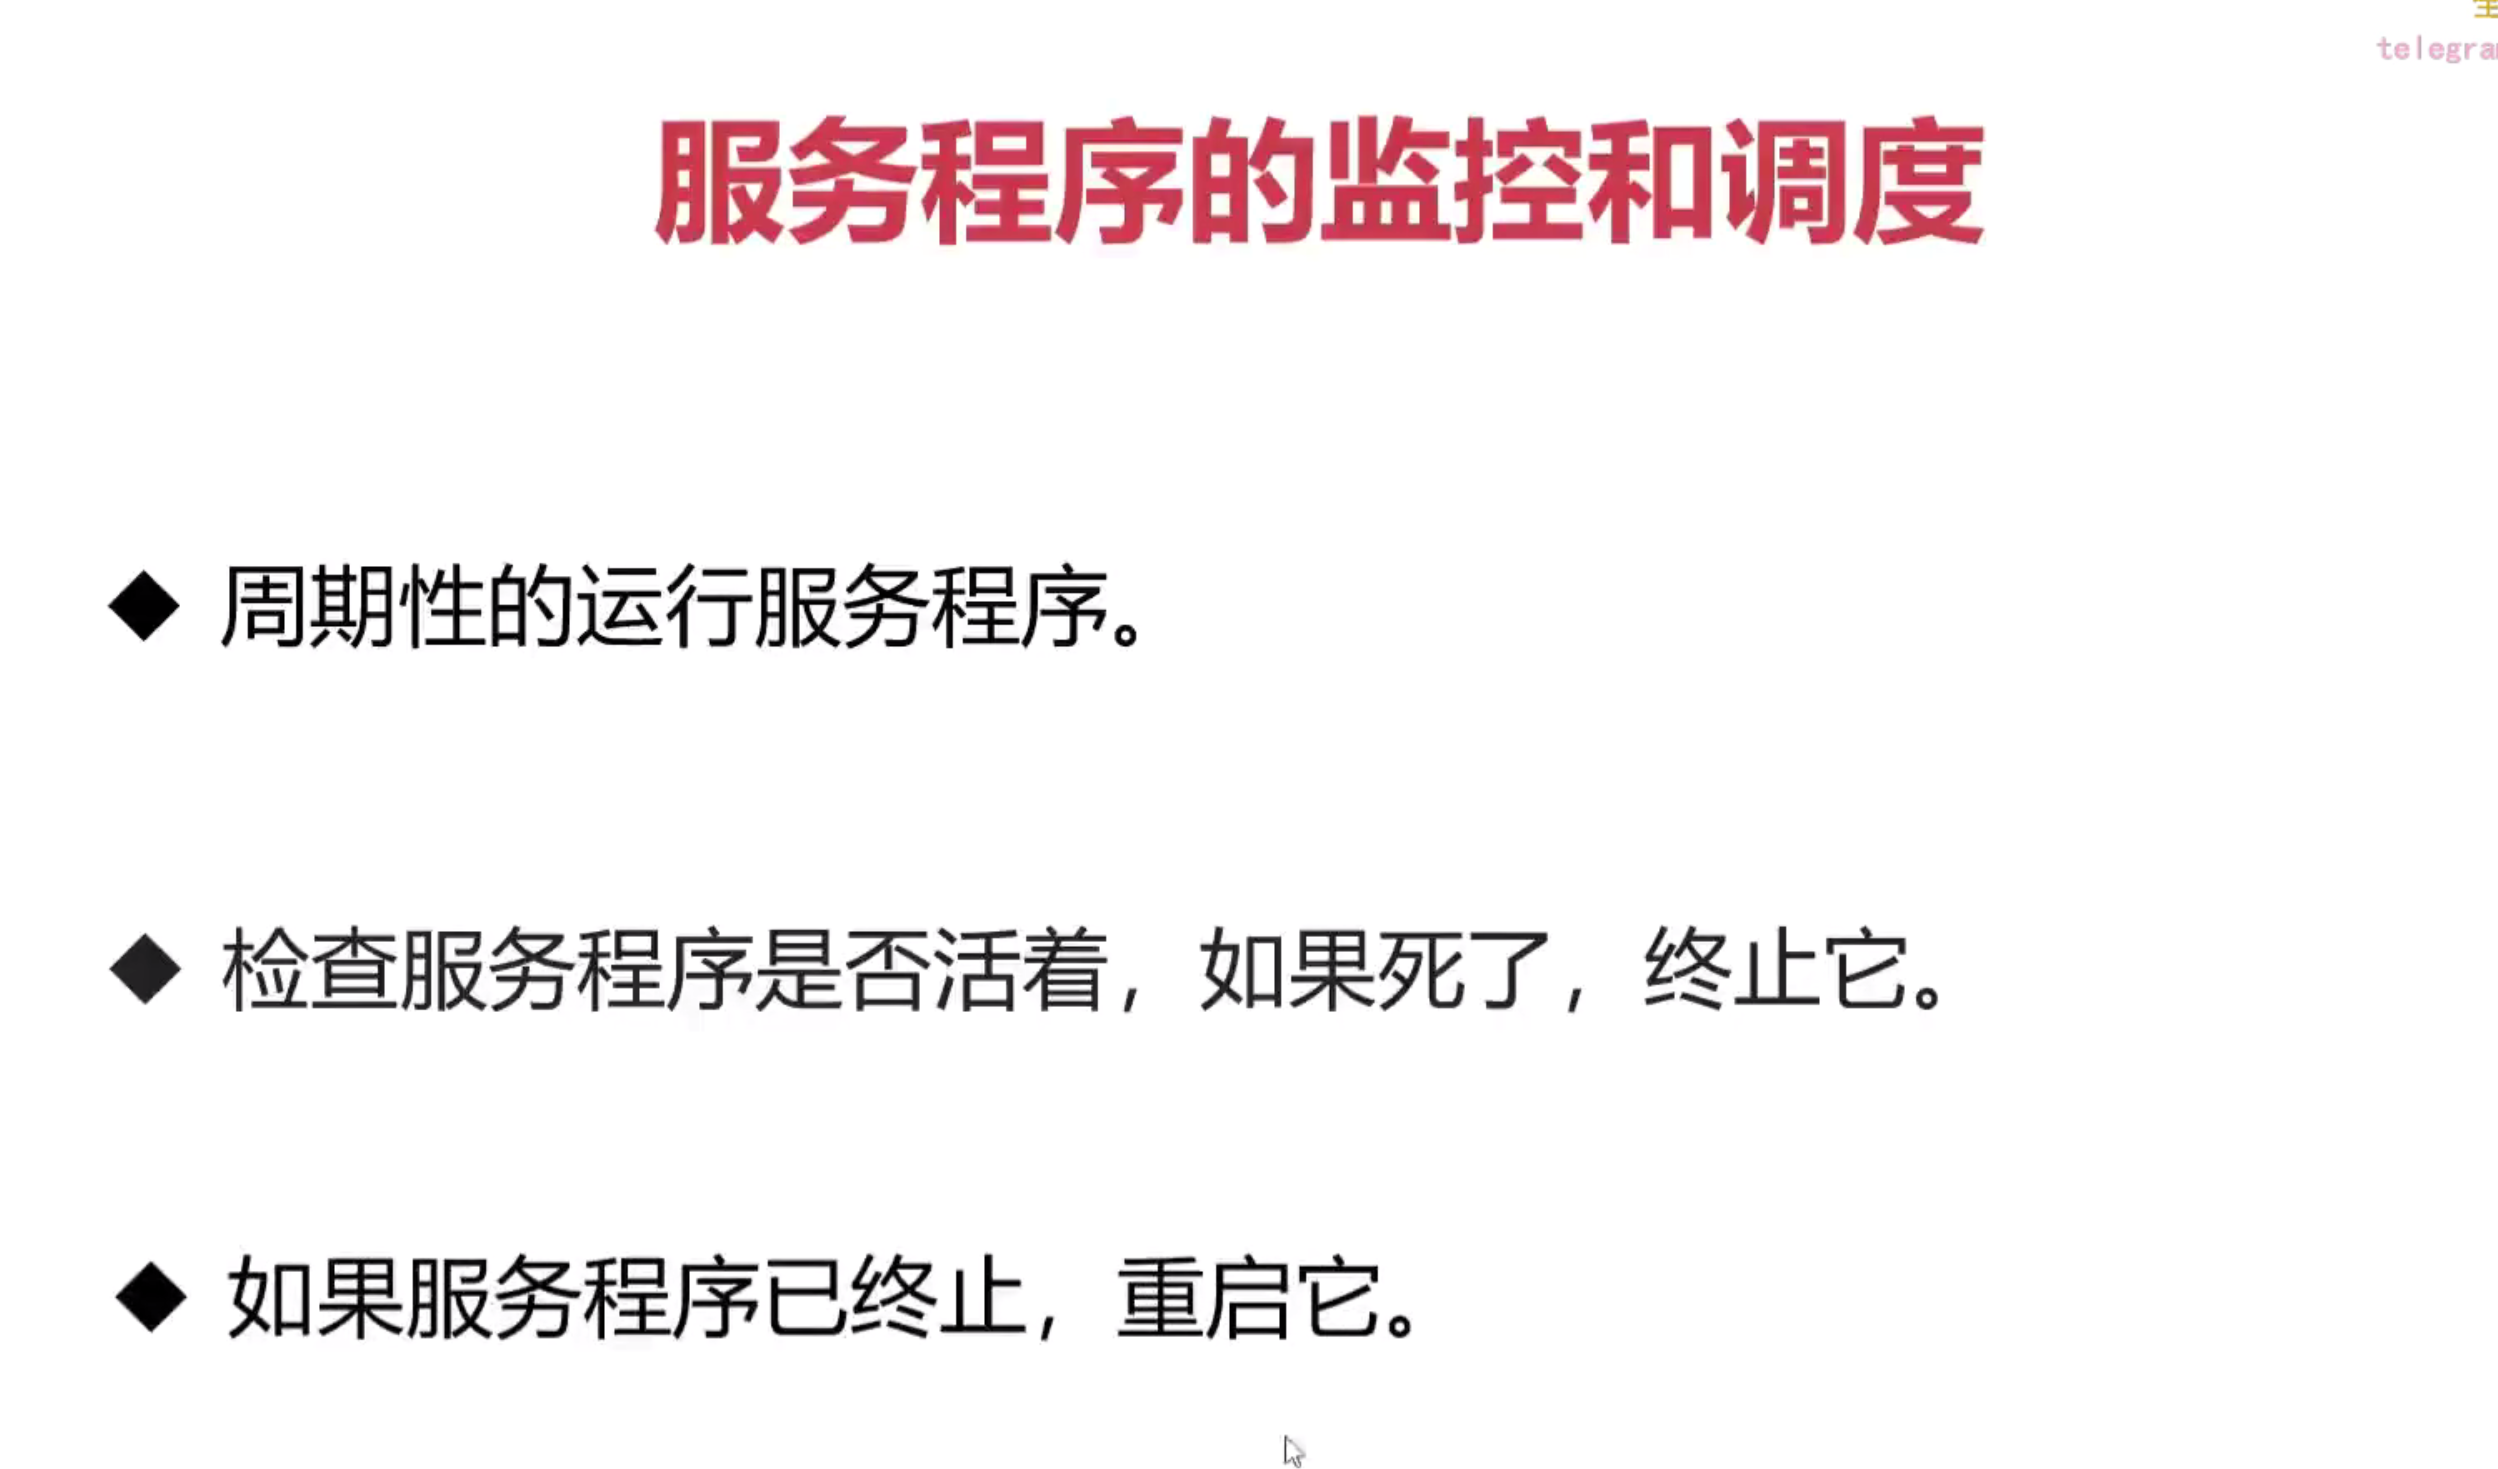 telegra
服务程序的监控和调度
周期性的运行服务程序。
检查服务程序是否活着，如果死了，终止它。
如果服务程序已终止，重启它。